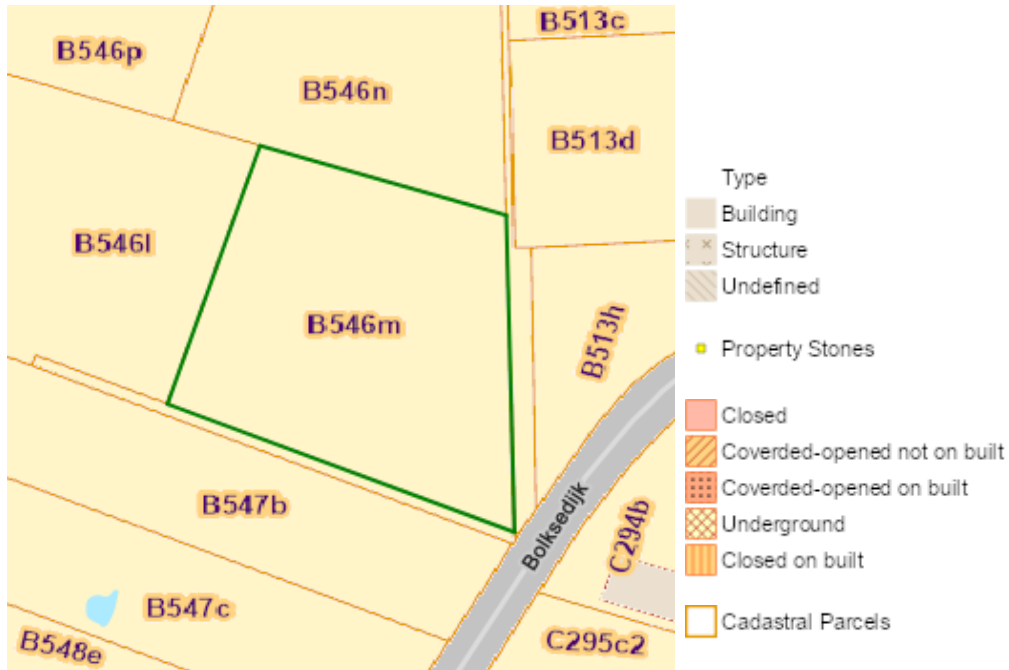 B546p
B546n
B513c
B513d
B546l
B546m
B513h
B547b
Bolksedijk
C294b
B547c
B548e
C295c2
Type
Building
Structure
Undefined
Property Stones
Closed
Coverded-opened not on built
Coverded-opened on built
Underground
Closed on built
Cadastral Parcels